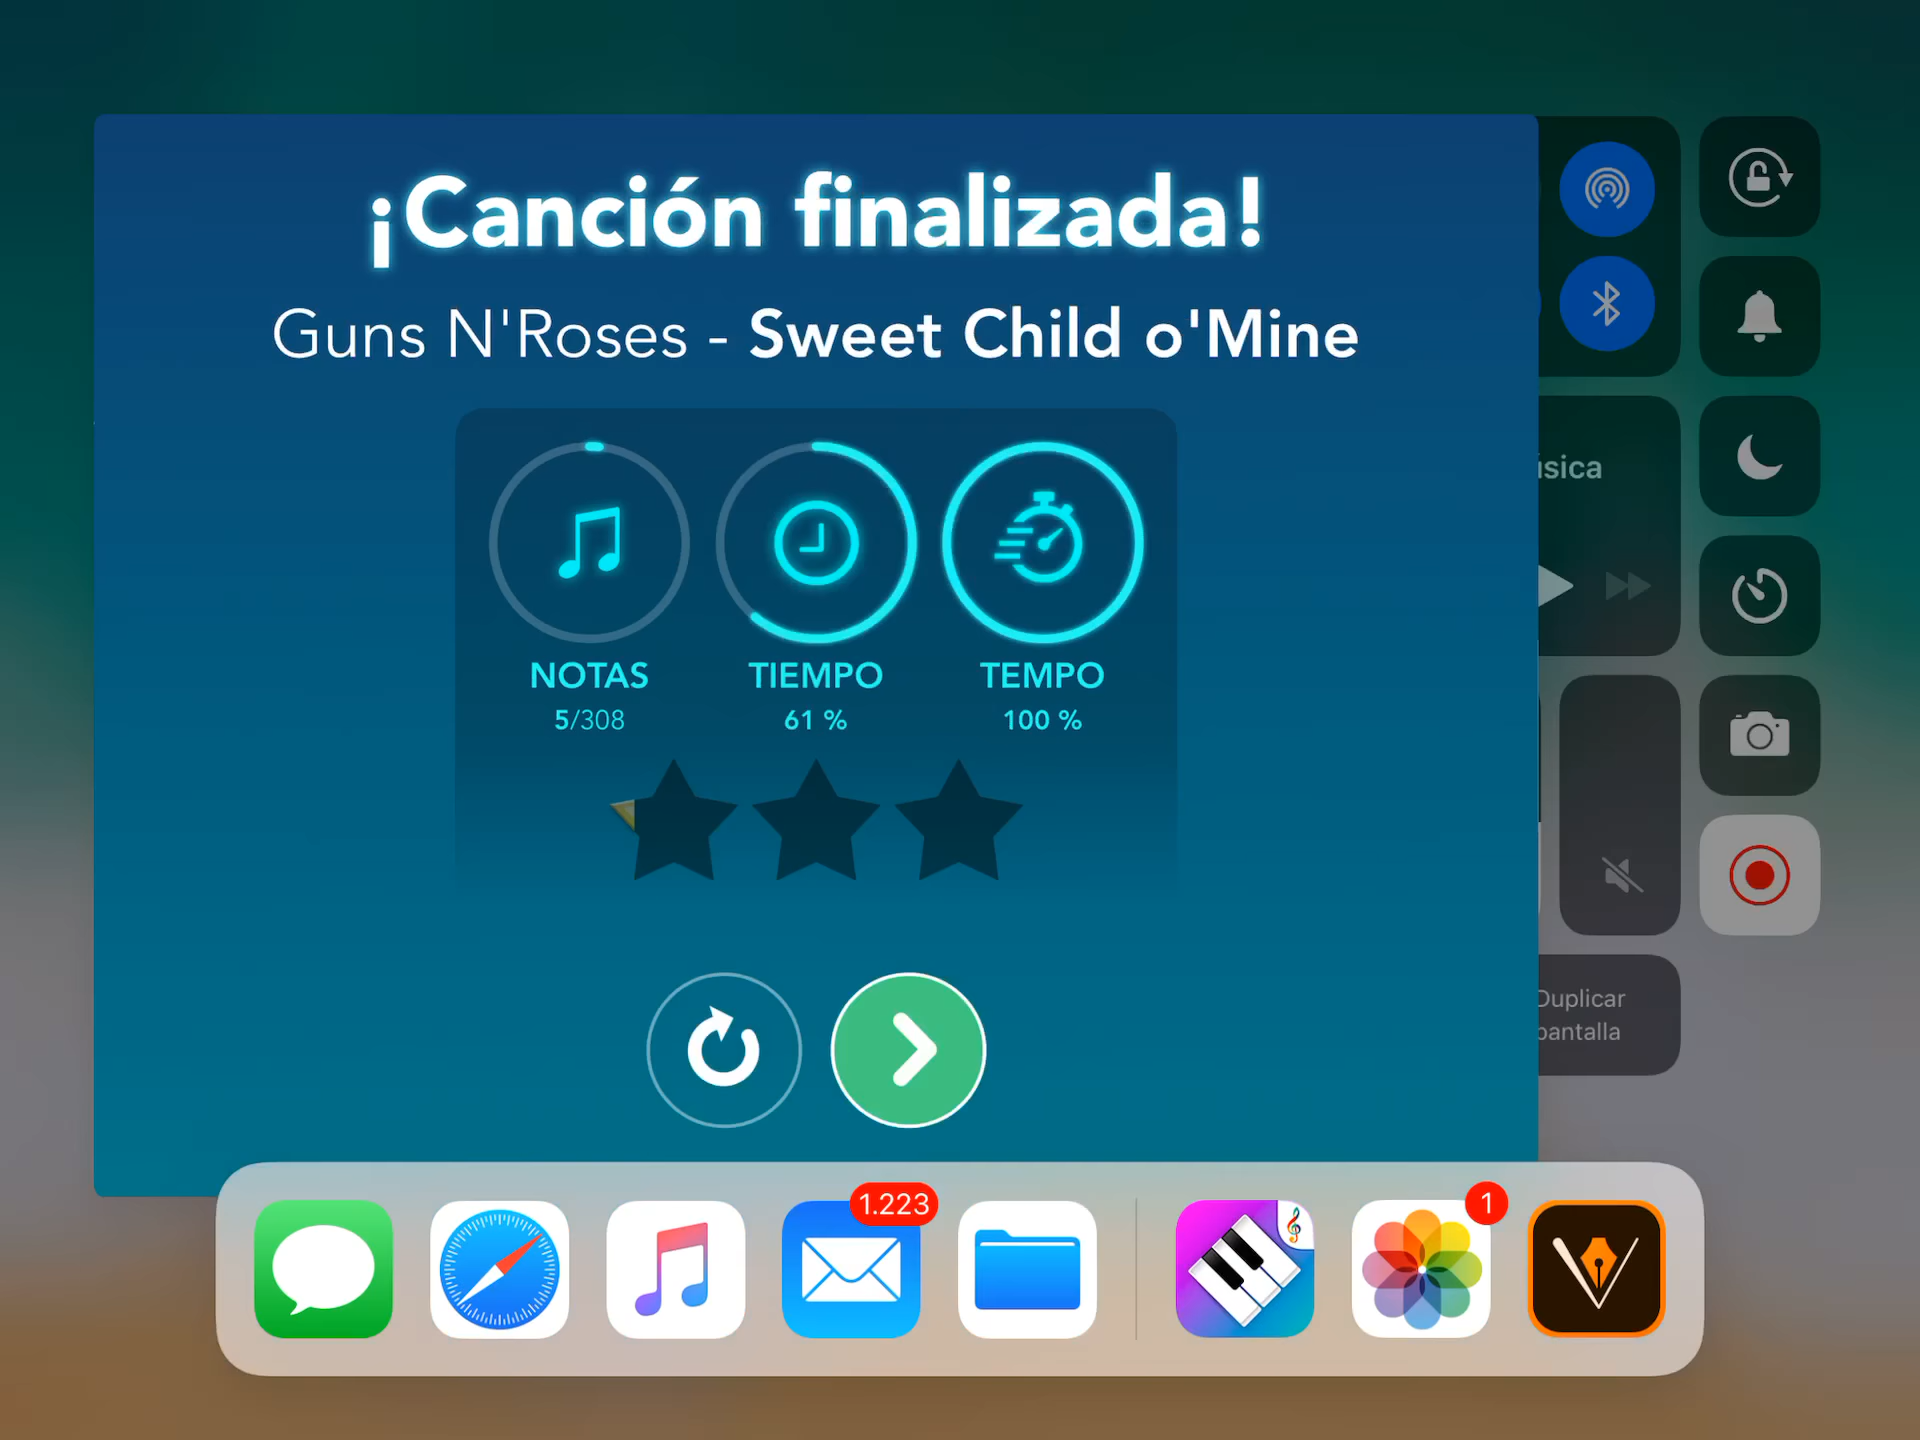 ¡Canción finalizada!
Guns N'Roses - Sweet Child o'Mine
NOTAS
5/308
TIEMPO
61 %
TEMPO
100 %
Duplicar
pantalla
1.223
1